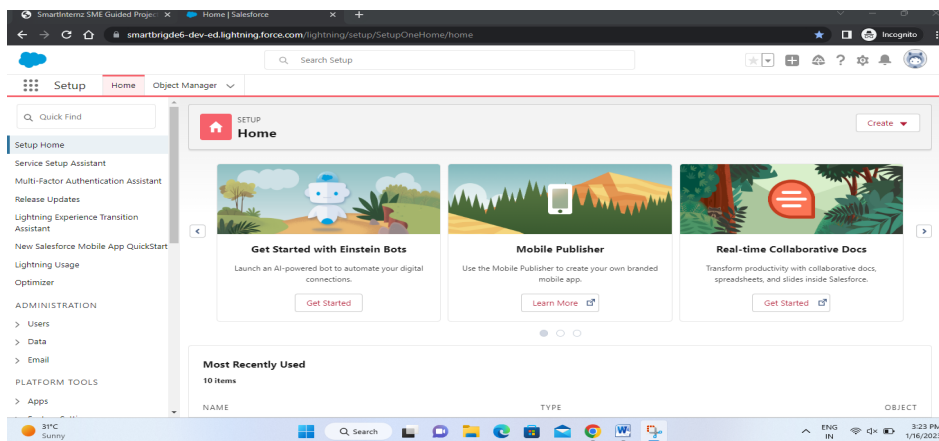 SmartInternz SME Guided Projec
Home | Salesforce
smartbrigde6-dev-ed.lightning.force.com/lightning/setup/SetupOneHome/home
Incognito
Search Setup
Setup
Home
Object Manager
Quick Find
SETUP
Home
Create
Setup Home
Service Setup Assistant
Multi-Factor Authentication Assistant
Release Updates
Lightning Experience Transition
Assistant
New Salesforce Mobile App QuickStart
Lightning Usage
Optimizer
ADMINISTRATION
Users
Data
Email
PLATFORM TOOLS
Apps
Get Started with Einstein Bots
Launch an AI-powered bot to automate your digital
connections.
Get Started
Mobile Publisher
Use the Mobile Publisher to create your own branded
mobile app.
Learn More
Real-time Collaborative Docs
Transform productivity with collaborative docs,
spreadsheets, and slides inside Salesforce.
Get Started
Most Recently Used
10 items
NAME TYPE OBJECT
31°C
Sunny
Search
ENG
IN
3:23 PM
1/16/202